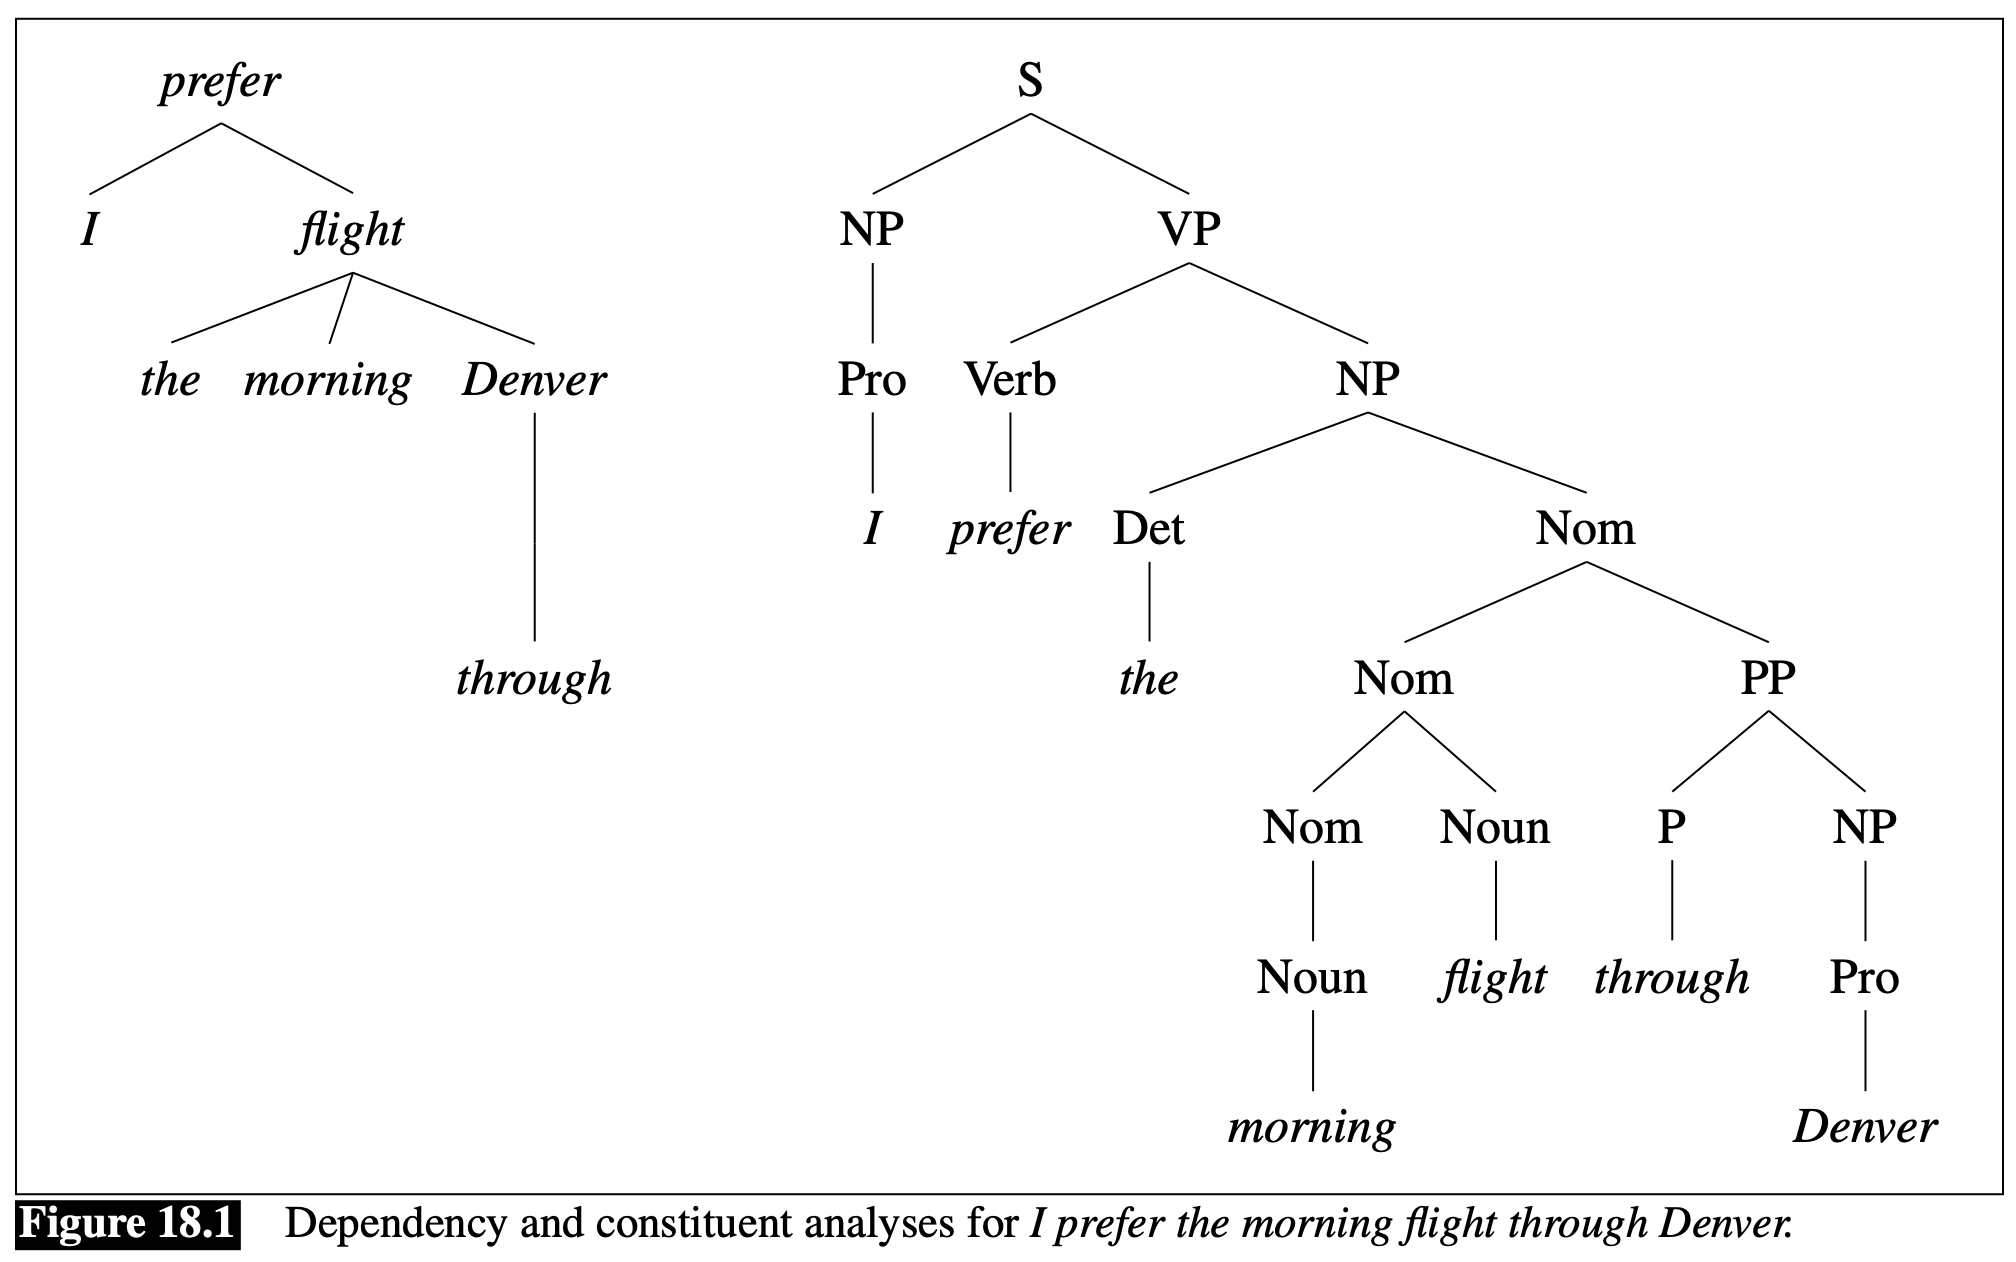 prefer S
I flight NP VP
the morning Denver Pro Verb NP
I prefer Det Nom
through the Nom PP
Nom Noun P NP
Noun flight through Pro
morning Denver
Figure 18.1 Dependency and constituent analyses for I prefer the morning flight through Denver.